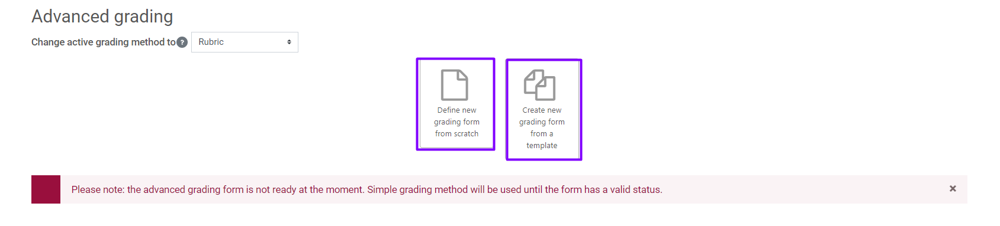 Advanced grading
Change active grading method to ? Rubric
Define new
grading form
from scratch
Create new
grading form
from a
template
Please note: the advanced grading form is not ready at the moment. Simple grading method will be used until the form has a valid status. ×